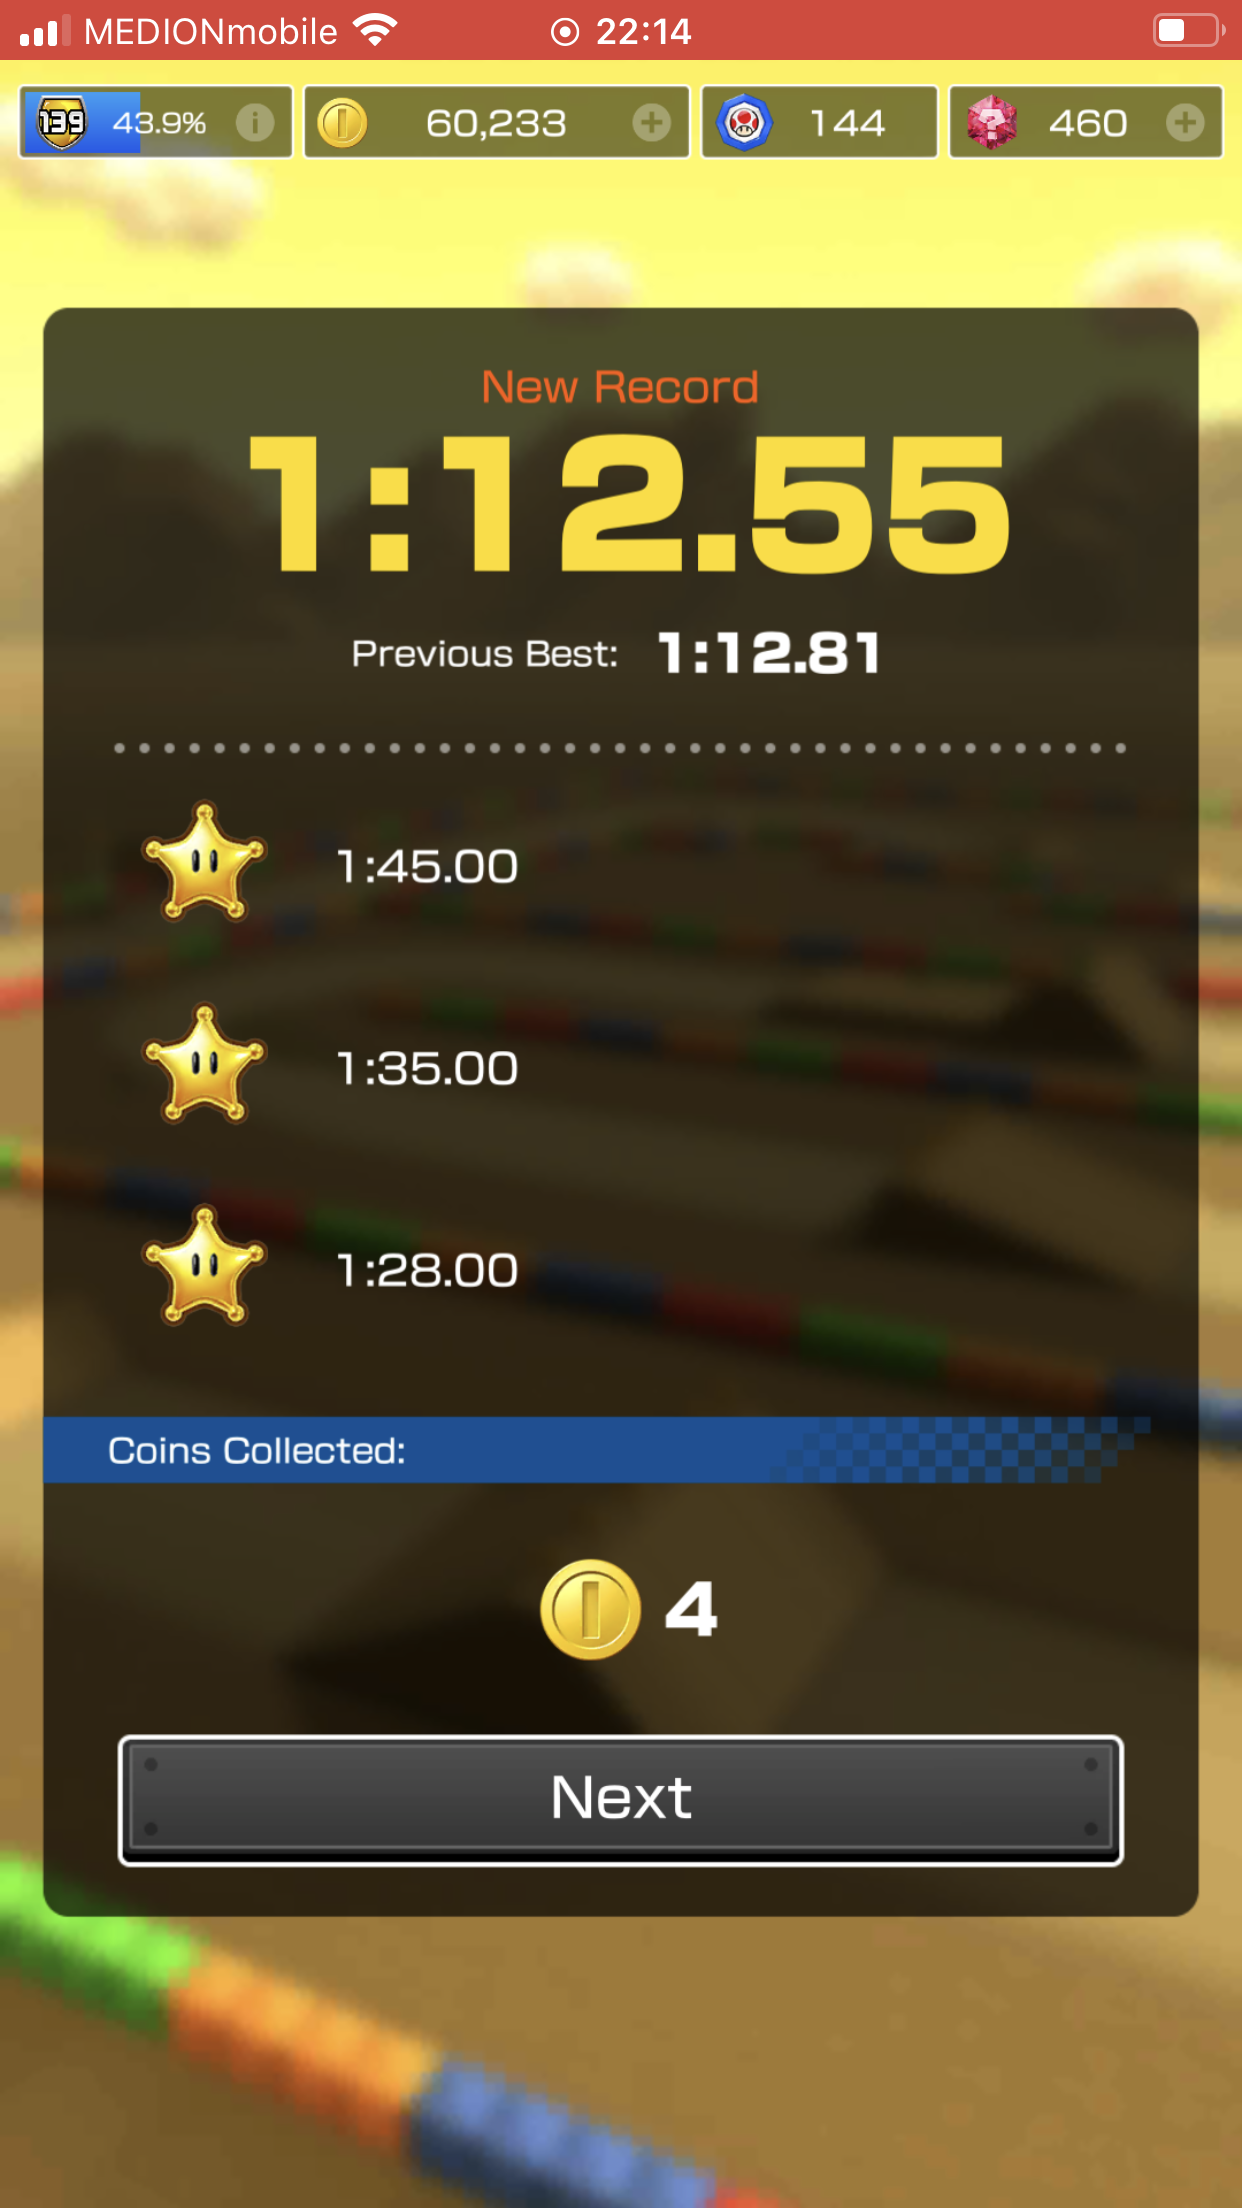 MEDIONmobile 22:14
139 43.9% i 60,233 + 144 ? 460 +
New Record
1:12.55
Previous Best: 1:12.81
1:45.00
1:35.00
1:28.00
Coins Collected:
4
Next